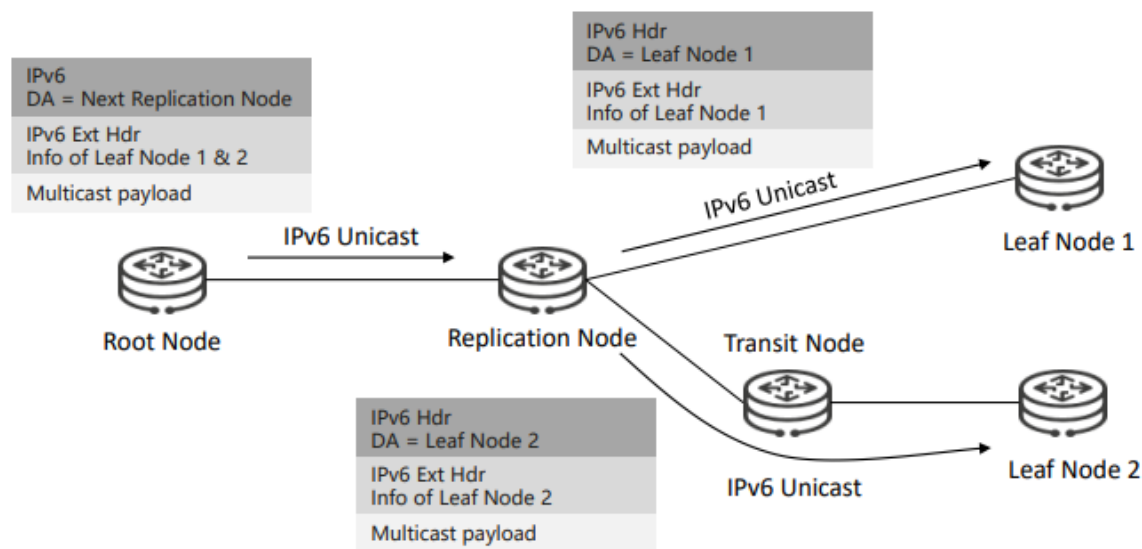 IPv6
DA = Next Replication Node
IPv6 Ext Hdr
Info of Leaf Node 1 & 2
Multicast payload
IPv6 Hdr
DA = Leaf Node 1
IPv6 Ext Hdr
Info of Leaf Node 1
Multicast payload
IPv6 Unicast
IPv6 Unicast
Root Node
Replication Node
Leaf Node 1
Transit Node
IPv6 Hdr
DA = Leaf Node 2
IPv6 Ext Hdr
Info of Leaf Node 2
Multicast payload
IPv6 Unicast
Leaf Node 2